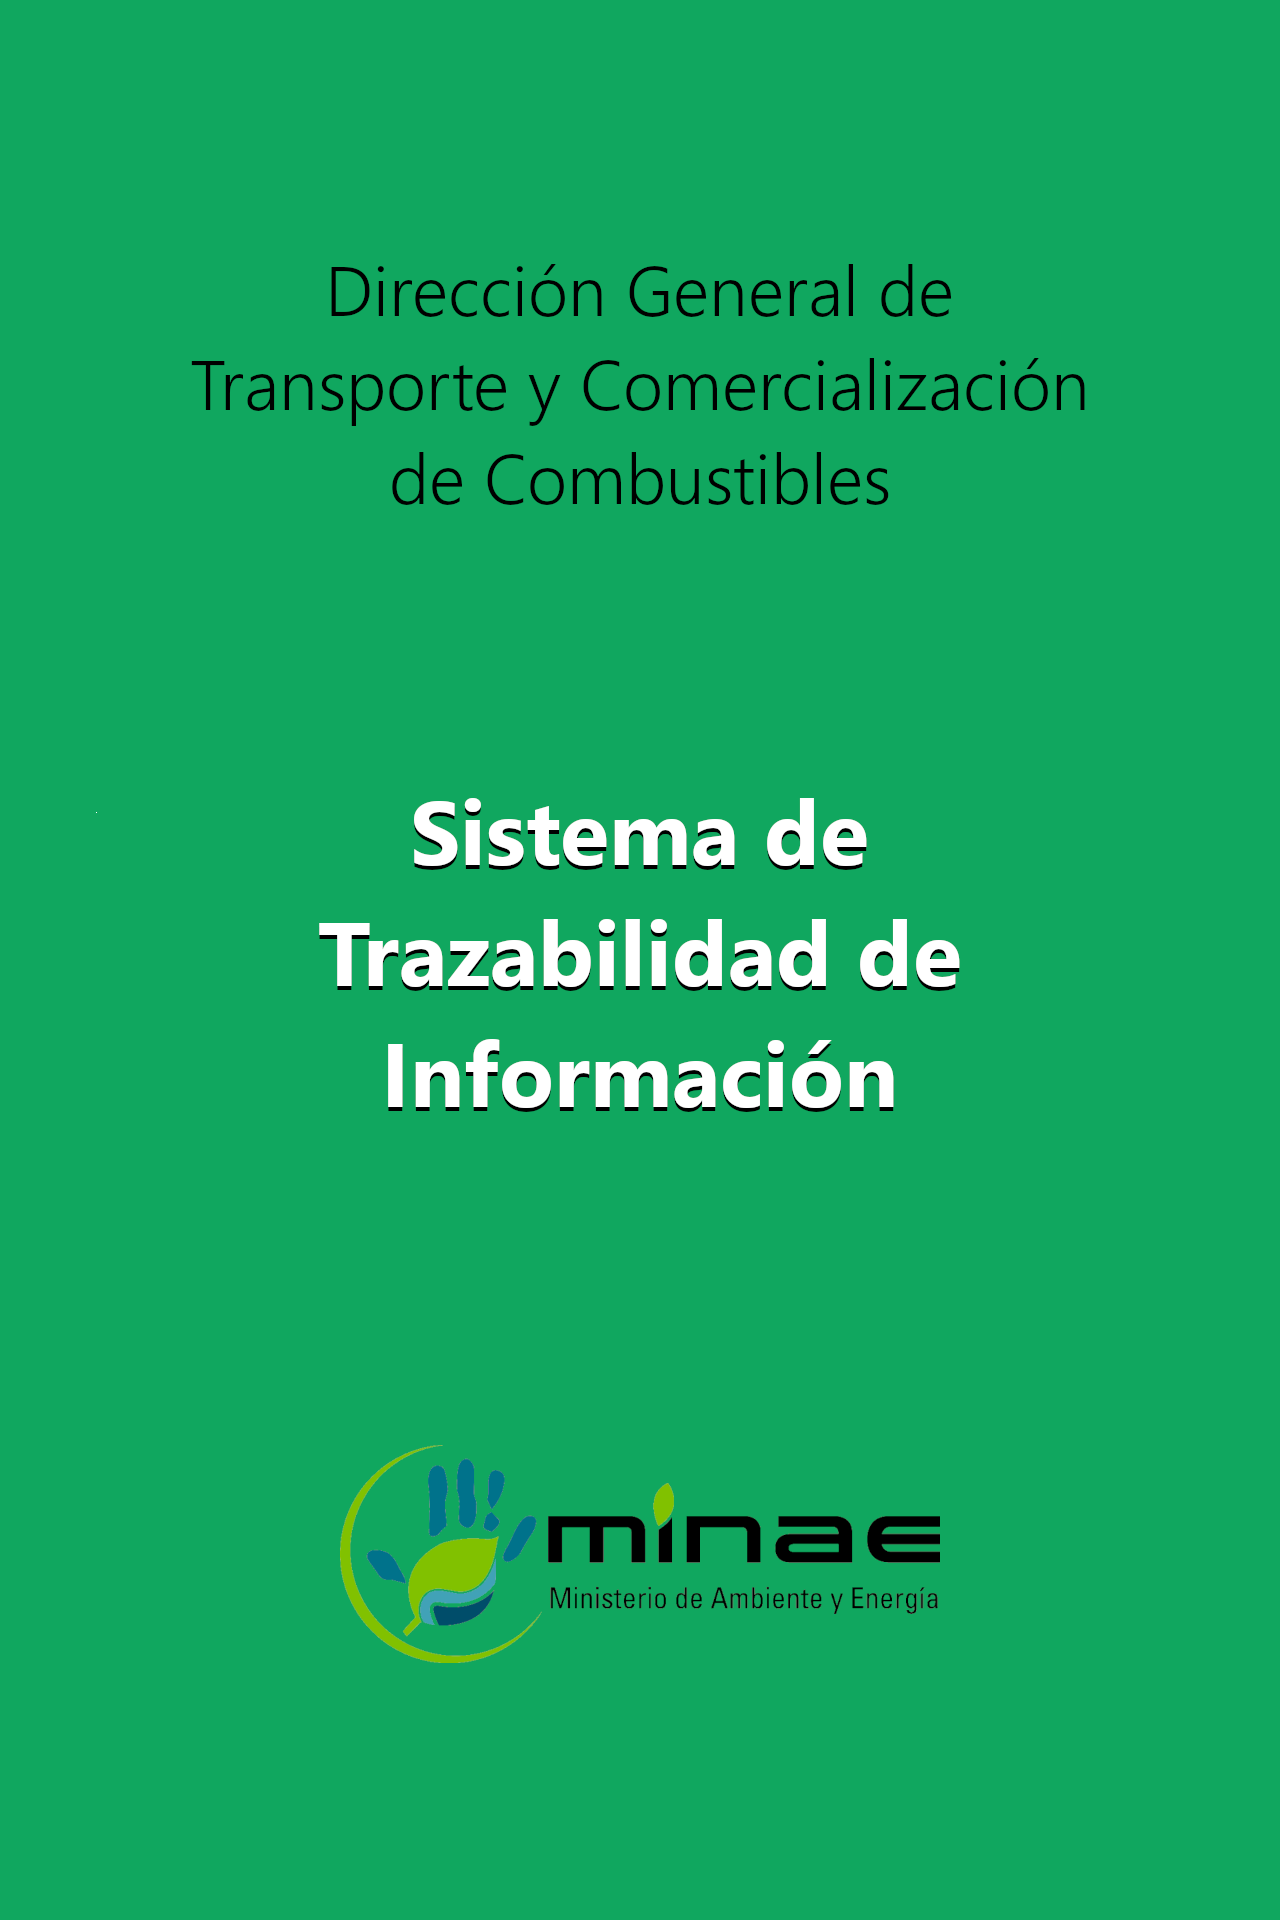 Dirección General de
Transporte y Comercialización
de Combustibles
Sistema de
Trazabilidad de
Información
minae
Ministerio de Ambiente y Energía